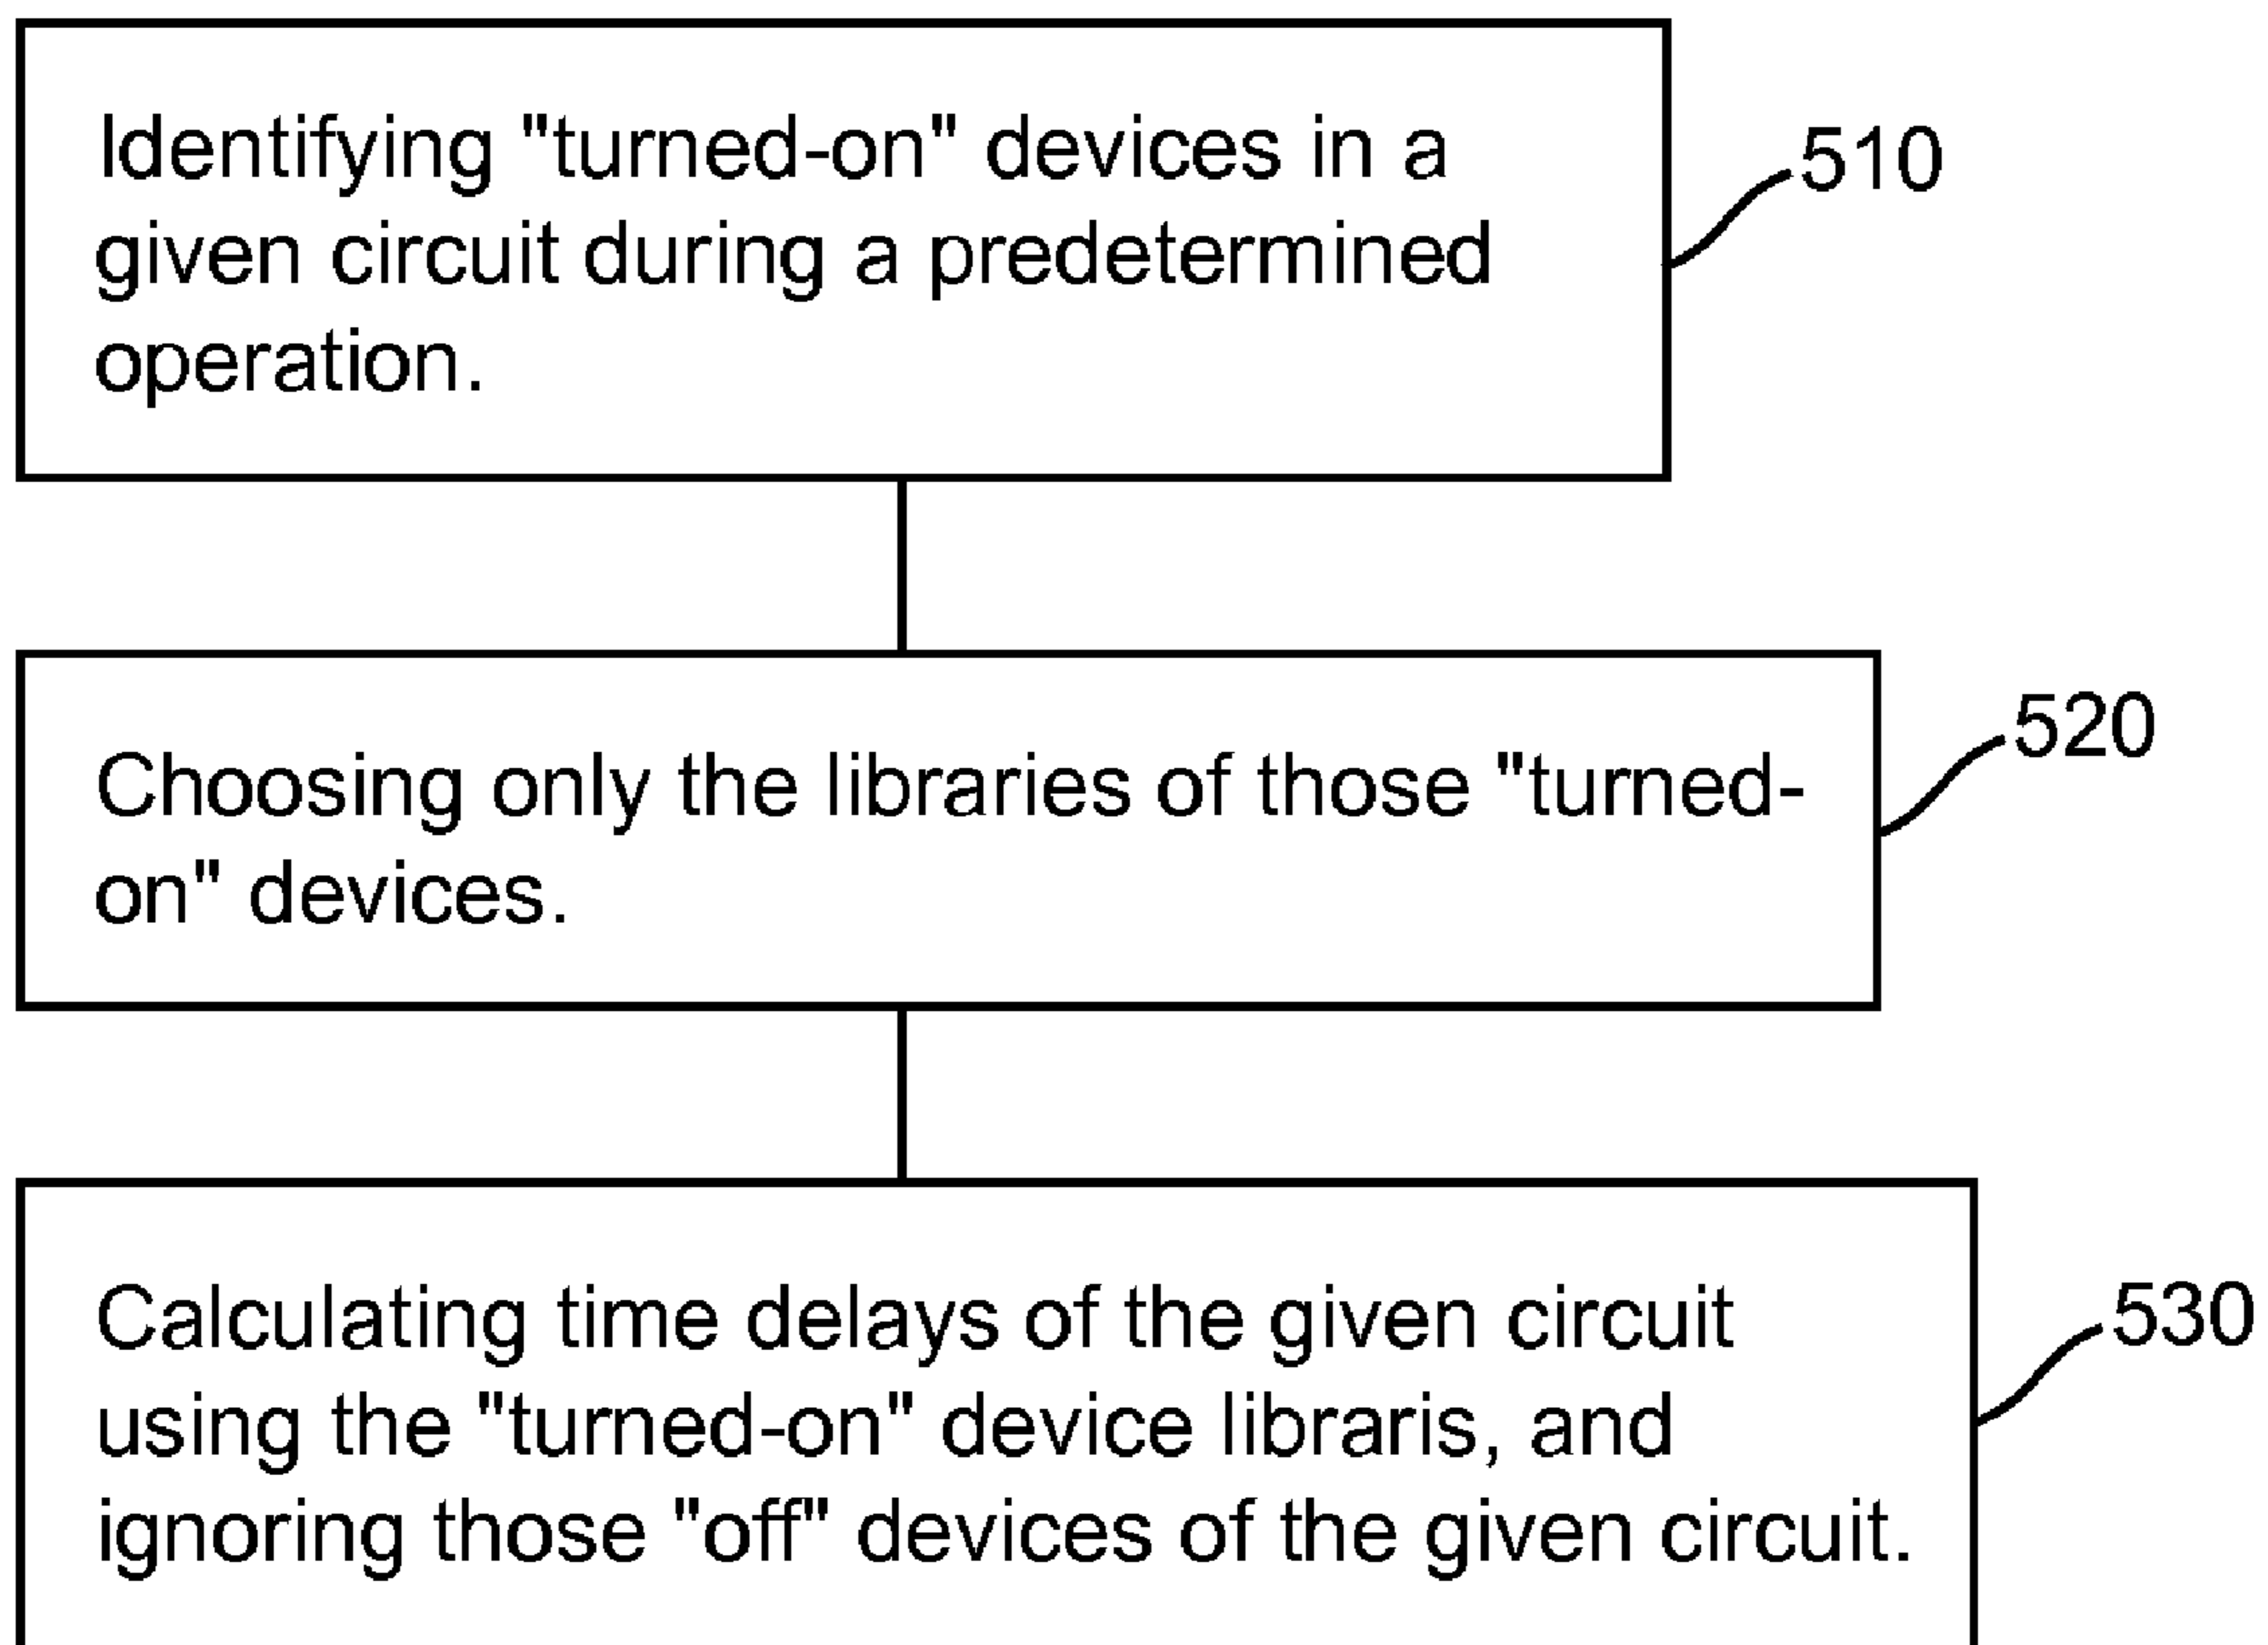 Identifying "turned-on" devices in a
given circuit during a predetermined
operation.
510
Choosing only the libraries of those "turned-
on" devices.
520
Calculating time delays of the given circuit
using the "turned-on" device libraris, and
ignoring those "off" devices of the given circuit.
530